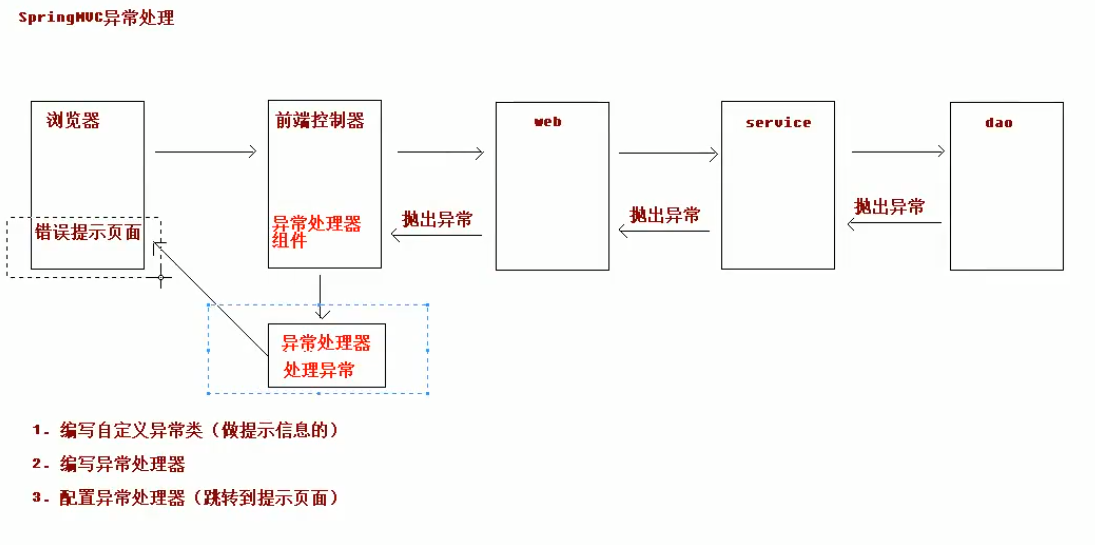 SpringMVC异常处理
浏览器
前端控制器
web
service
dao
错误提示页面
异常处理器
组件
抛出异常
抛出异常
抛出异常
异常处理器
处理异常
1. 编写自定义异常类（做提示信息的）
2. 编写异常处理器
3. 配置异常处理器（跳转到提示页面）